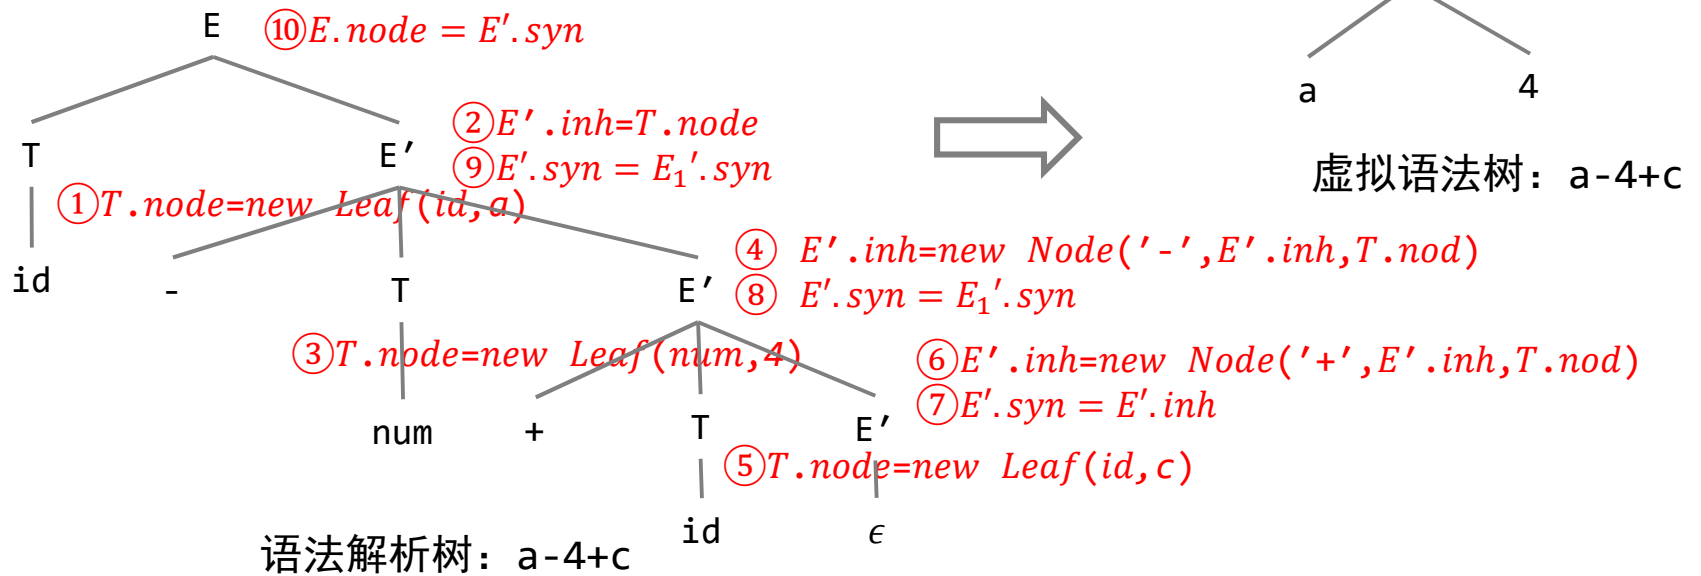 E ⑩E.node = E′.syn
a 4
②E′.inh=T.node
T E′
⑨E′.syn = E₁′.syn
虚拟语法树：a-4+c
①T.node=new Leaf(id,a)
④ E′.inh=new Node('-',E′.inh,T.nod)
id - T E′
⑧ E′.syn = E₁′.syn
③T.node=new Leaf(num,4)
⑥E′.inh=new Node('+',E′.inh,T.nod)
⑦E′.syn = E′.inh
num + T E′
⑤T.node=new Leaf(id,c)
id ϵ
语法解析树：a-4+c